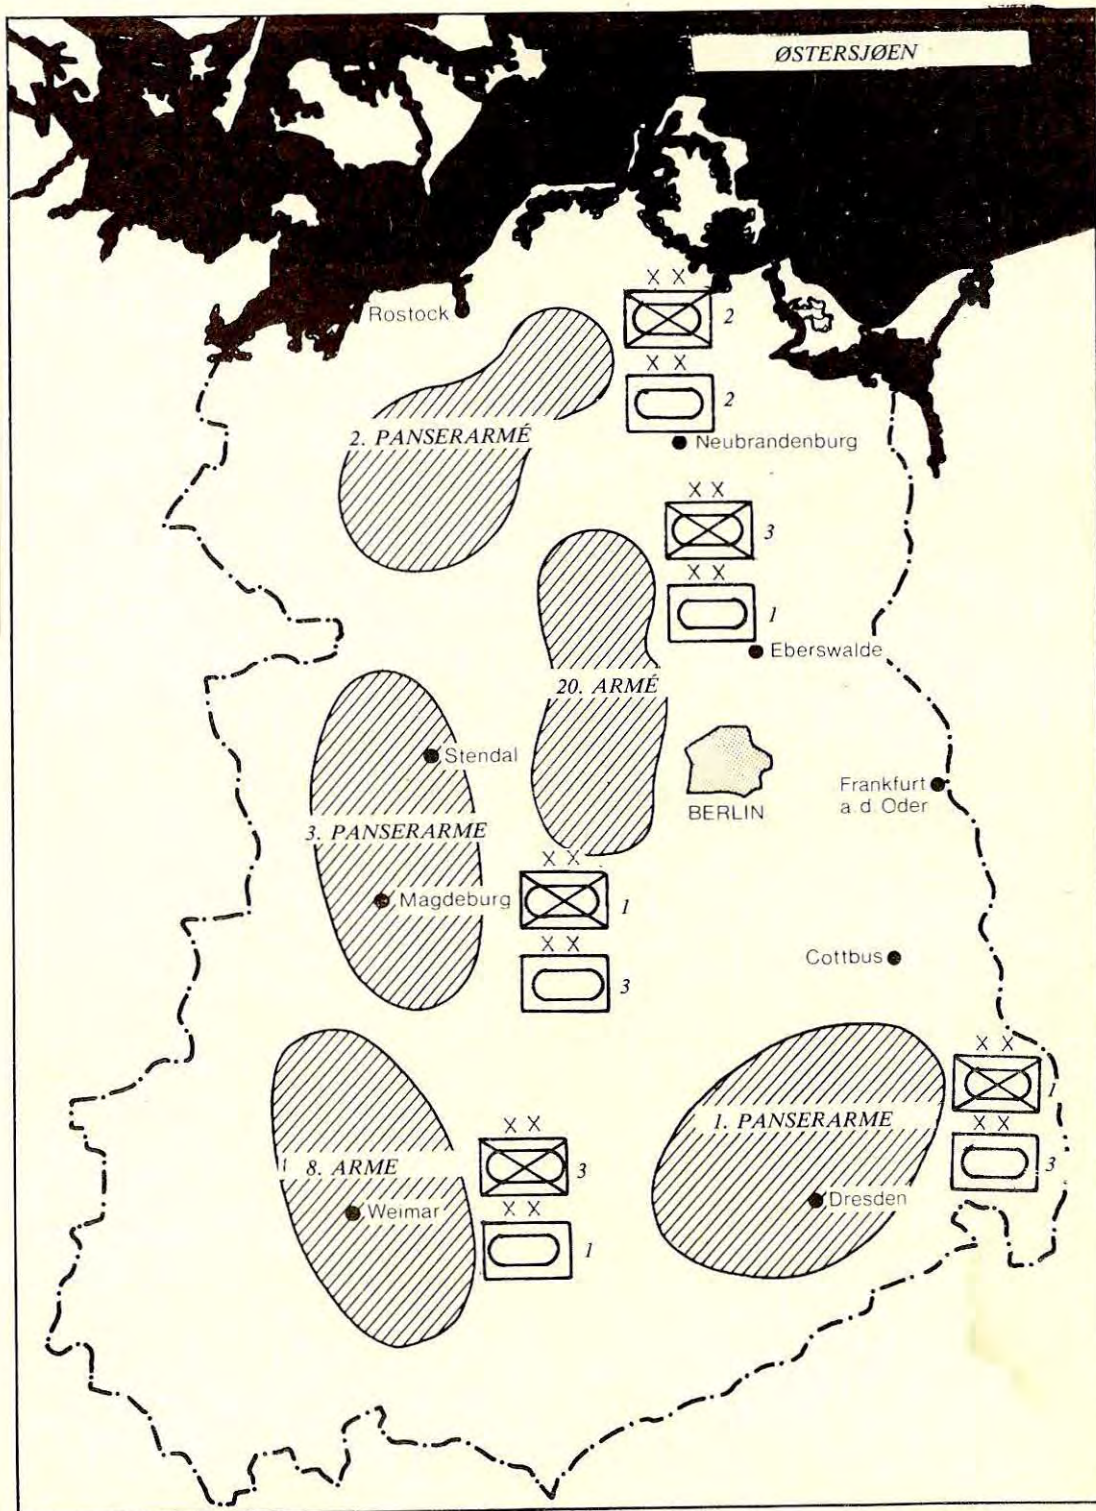 ØSTERSJØEN
Rostock
X X
2
X X
2
2. PANSERARMÉ
Neubrandenburg
X X
3
X X
1
Eberswalde
20. ARMÉ
Stendal
BERLIN
Frankfurt
a. d. Oder
3. PANSERARME
X X
Magdeburg
1
X X
3
Cottbus
X X
1
1. PANSERARME
X X
3
X X
8. ARME
3
Dresden
Weimar
X X
1